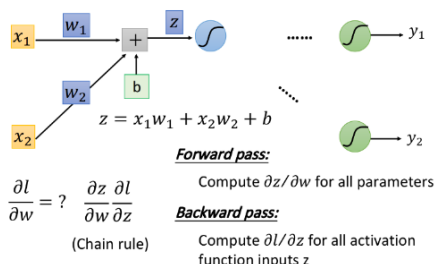 x₁ w₁ + z ...... y₁
w₂ b
z = x₁w₁ + x₂w₂ + b
x₂ y₂
Forward pass:
Compute ∂z/∂w for all parameters
∂l/∂w = ? ∂z/∂w ∂l/∂z
(Chain rule)
Backward pass:
Compute ∂l/∂z for all activation
function inputs z